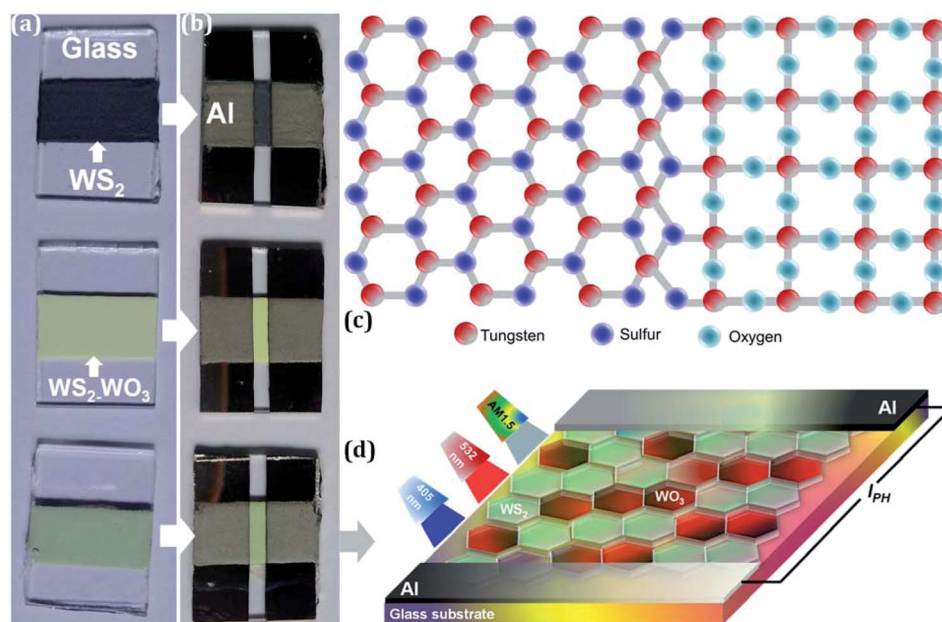 (a)
Glass
WS₂
WS₂-WO₃
(b)
Al
(c)
Tungsten
Sulfur
Oxygen
(d)
AM1.5
532
nm
405
nm
Al
WS₂
WO₃
I_PH
Al
Glass substrate